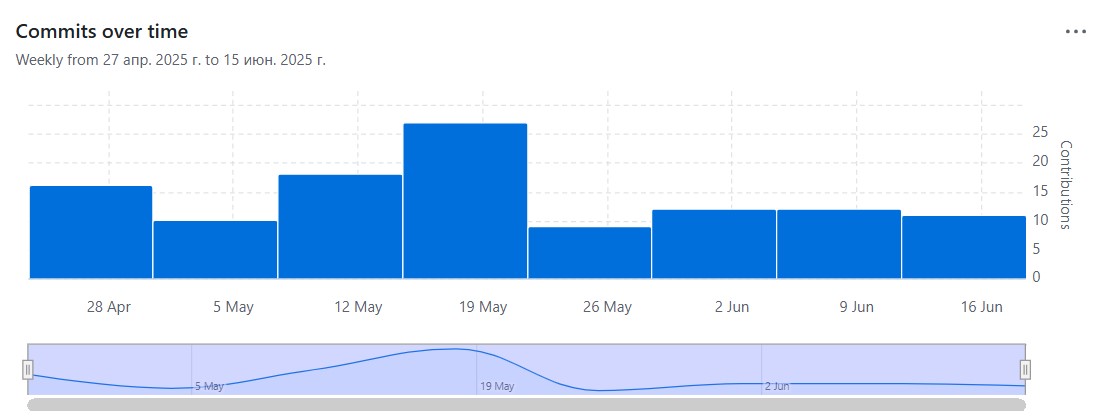 Commits over time
Weekly from 27 апр. 2025 г. to 15 июн. 2025 г.
25
20
15
10
5
0
Contributions
28 Apr 5 May 12 May 19 May 26 May 2 Jun 9 Jun 16 Jun
5 May 19 May 2 Jun